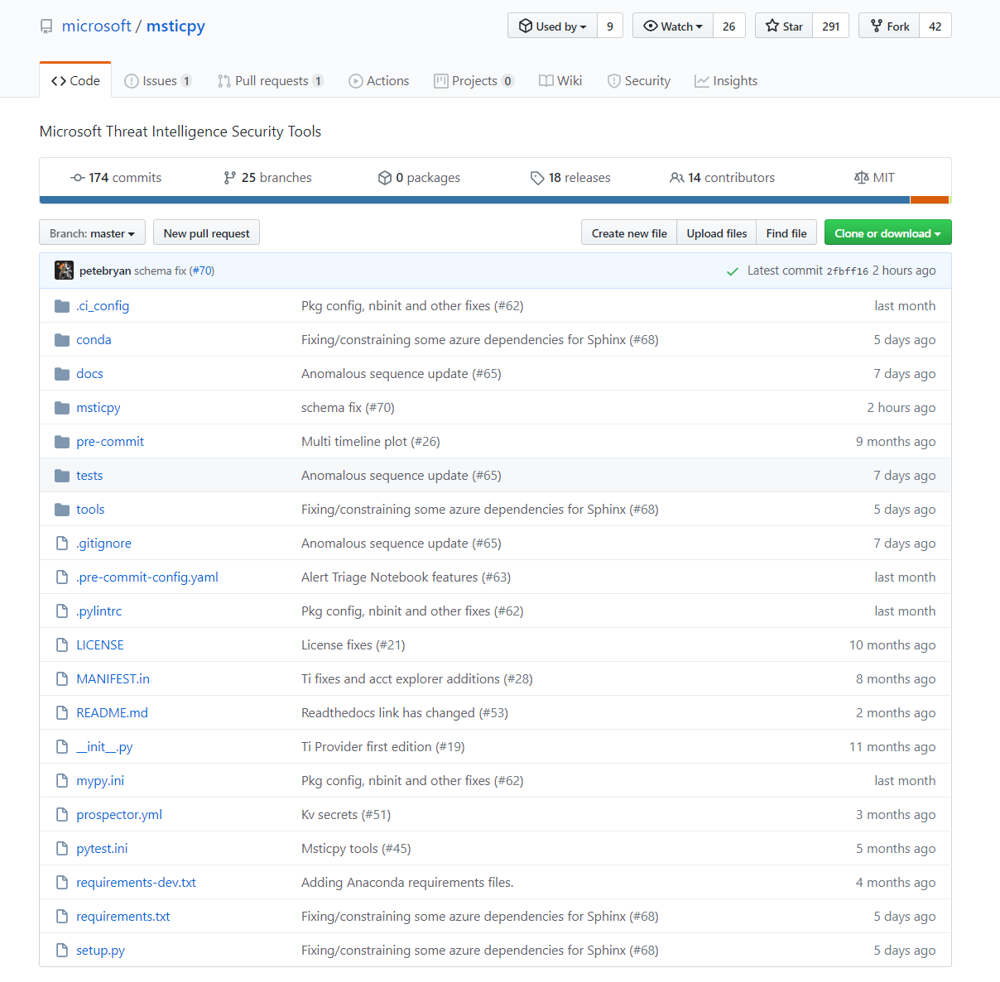 microsoft / msticpy Used by 9 Watch 26 Star 291 Fork 42
Code Issues 1 Pull requests 1 Actions Projects 0 Wiki Security Insights
Microsoft Threat Intelligence Security Tools
174 commits 25 branches 0 packages 18 releases 14 contributors MIT
Branch: master New pull request Create new file Upload files Find file Clone or download
petebryan schema fix (#70) Latest commit 2fbff16 2 hours ago
.ci_config Pkg config, nbinit and other fixes (#62) last month
conda Fixing/constraining some azure dependencies for Sphinx (#68) 5 days ago
docs Anomalous sequence update (#65) 7 days ago
msticpy schema fix (#70) 2 hours ago
pre-commit Multi timeline plot (#26) 9 months ago
tests Anomalous sequence update (#65) 7 days ago
tools Fixing/constraining some azure dependencies for Sphinx (#68) 5 days ago
.gitignore Anomalous sequence update (#65) 7 days ago
.pre-commit-config.yaml Alert Triage Notebook features (#63) last month
.pylintrc Pkg config, nbinit and other fixes (#62) last month
LICENSE License fixes (#21) 10 months ago
MANIFEST.in Ti fixes and acct explorer additions (#28) 8 months ago
README.md Readthedocs link has changed (#53) 2 months ago
__init__.py Ti Provider first edition (#19) 11 months ago
mypy.ini Pkg config, nbinit and other fixes (#62) last month
prospector.yml Kv secrets (#51) 3 months ago
pytest.ini Msticpy tools (#45) 5 months ago
requirements-dev.txt Adding Anaconda requirements files. 4 months ago
requirements.txt Fixing/constraining some azure dependencies for Sphinx (#68) 5 days ago
setup.py Fixing/constraining some azure dependencies for Sphinx (#68) 5 days ago